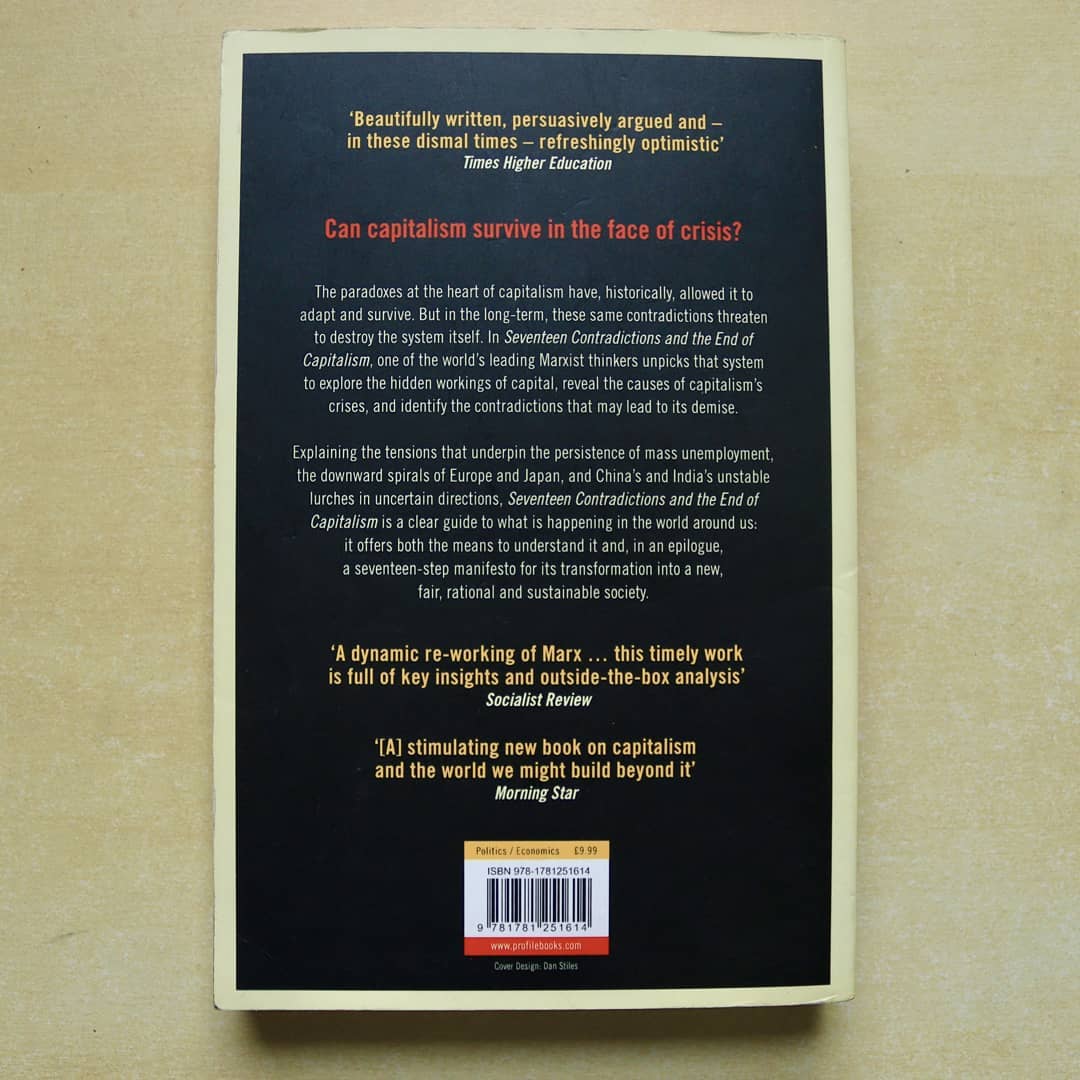 ‘Beautifully written, persuasively argued and –
in these dismal times – refreshingly optimistic’
Times Higher Education
Can capitalism survive in the face of crisis?
The paradoxes at the heart of capitalism have, historically, allowed it to
adapt and survive. But in the long-term, these same contradictions threaten
to destroy the system itself. In Seventeen Contradictions and the End of
Capitalism, one of the world’s leading Marxist thinkers unpicks that system
to explore the hidden workings of capital, reveal the causes of capitalism’s
crises, and identify the contradictions that may lead to its demise.
Explaining the tensions that underpin the persistence of mass unemployment,
the downward spirals of Europe and Japan, and China’s and India’s unstable
lurches in uncertain directions, Seventeen Contradictions and the End of
Capitalism is a clear guide to what is happening in the world around us:
it offers both the means to understand it and, in an epilogue,
a seventeen-step manifesto for its transformation into a new,
fair, rational and sustainable society.
‘A dynamic re-working of Marx ... this timely work
is full of key insights and outside-the-box analysis’
Socialist Review
‘[A] stimulating new book on capitalism
and the world we might build beyond it’
Morning Star
Politics / Economics £9.99
ISBN 978-1781251614
9 781781 251614
www.profilebooks.com
Cover Design: Dan Stiles